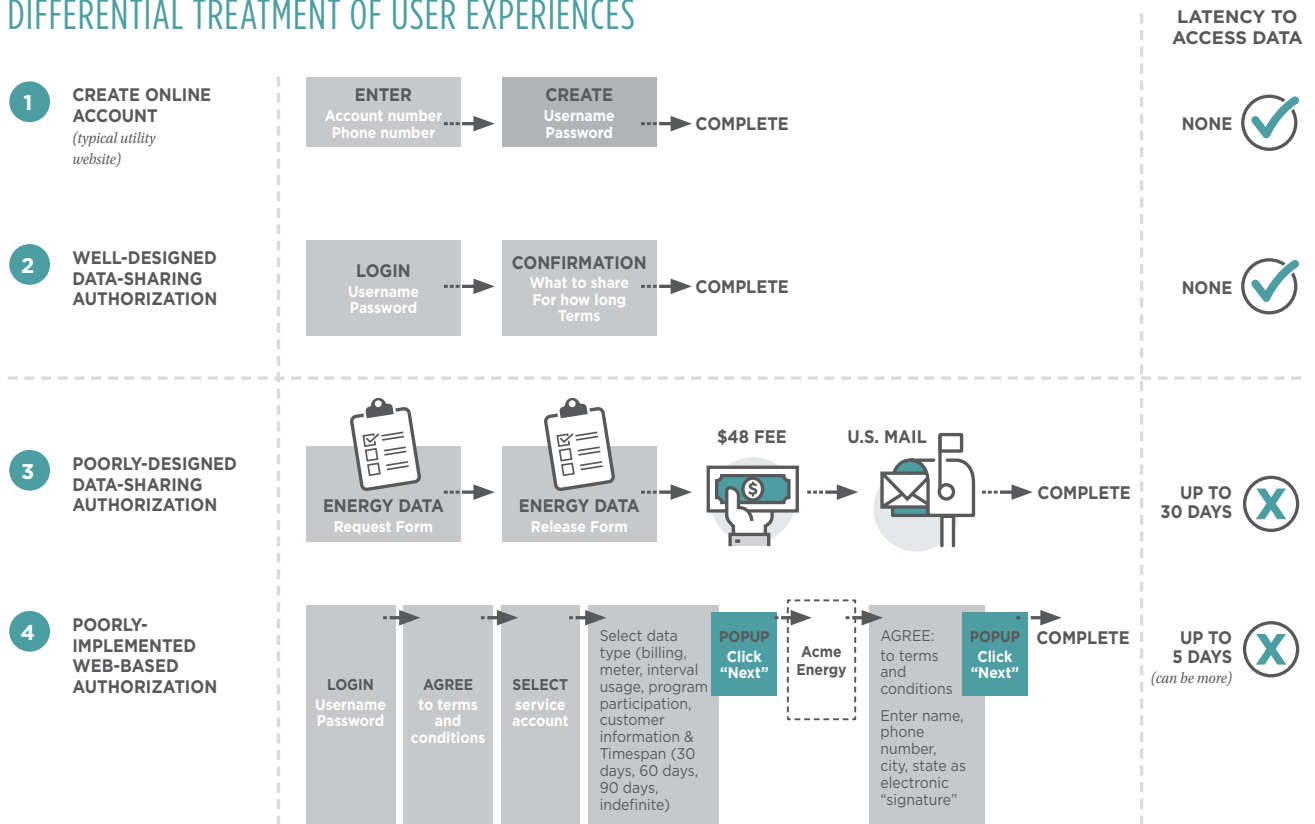 DIFFERENTIAL TREATMENT OF USER EXPERIENCES
LATENCY TO
ACCESS DATA
1
CREATE ONLINE
ACCOUNT
(typical utility
website)
ENTER
Account number
Phone number
CREATE
Username
Password
COMPLETE
NONE
2
WELL-DESIGNED
DATA-SHARING
AUTHORIZATION
LOGIN
Username
Password
CONFIRMATION
What to share
For how long
Terms
COMPLETE
NONE
3
POORLY-DESIGNED
DATA-SHARING
AUTHORIZATION
ENERGY DATA
Request Form
ENERGY DATA
Release Form
$48 FEE
$
U.S. MAIL
COMPLETE
UP TO
30 DAYS
X
4
POORLY-
IMPLEMENTED
WEB-BASED
AUTHORIZATION
LOGIN
Username
Password
AGREE
to terms
and
conditions
SELECT
service
account
Select data
type (billing,
meter, interval
usage, program
participation,
customer
information &
Timespan (30
days, 60 days,
90 days,
indefinite)
POPUP
Click
“Next”
Acme
Energy
AGREE:
to terms
and
conditions
Enter name,
phone
number,
city, state as
electronic
“signature”
POPUP
Click
“Next”
COMPLETE
UP TO
5 DAYS
(can be more)
X